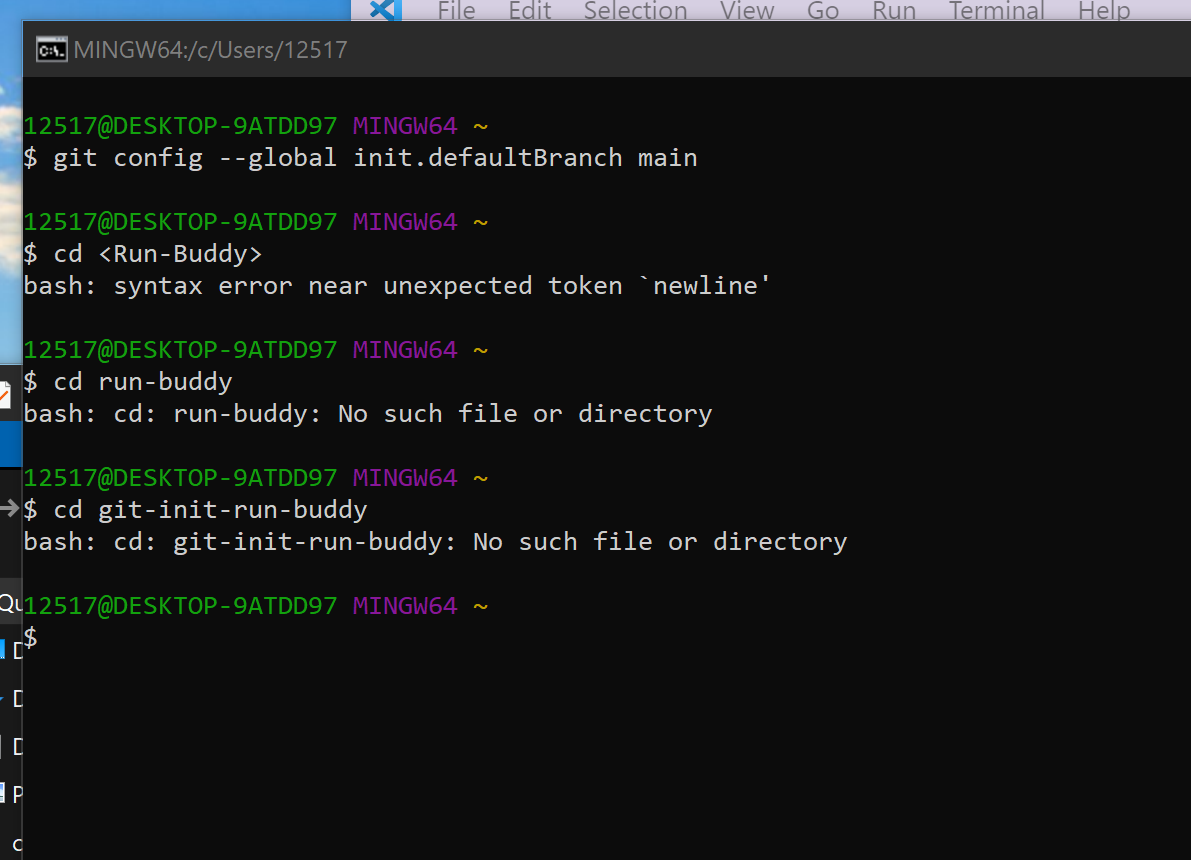 File Edit Selection View Go Run Terminal Help
MINGW64:/c/Users/12517
12517@DESKTOP-9ATDD97 MINGW64 ~
$ git config --global init.defaultBranch main
12517@DESKTOP-9ATDD97 MINGW64 ~
$ cd <Run-Buddy>
bash: syntax error near unexpected token `newline'
12517@DESKTOP-9ATDD97 MINGW64 ~
$ cd run-buddy
bash: cd: run-buddy: No such file or directory
12517@DESKTOP-9ATDD97 MINGW64 ~
$ cd git-init-run-buddy
bash: cd: git-init-run-buddy: No such file or directory
12517@DESKTOP-9ATDD97 MINGW64 ~
$